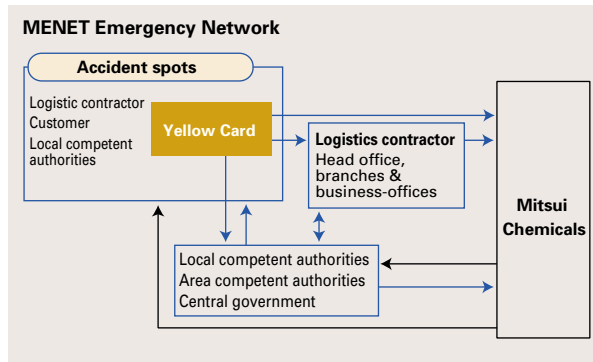 MENET Emergency Network
Accident spots
Logistic contractor
Customer
Local competent
authorities
Yellow Card
Logistics contractor
Head office,
branches &
business-offices
Mitsui
Chemicals
Local competent authorities
Area competent authorities
Central government